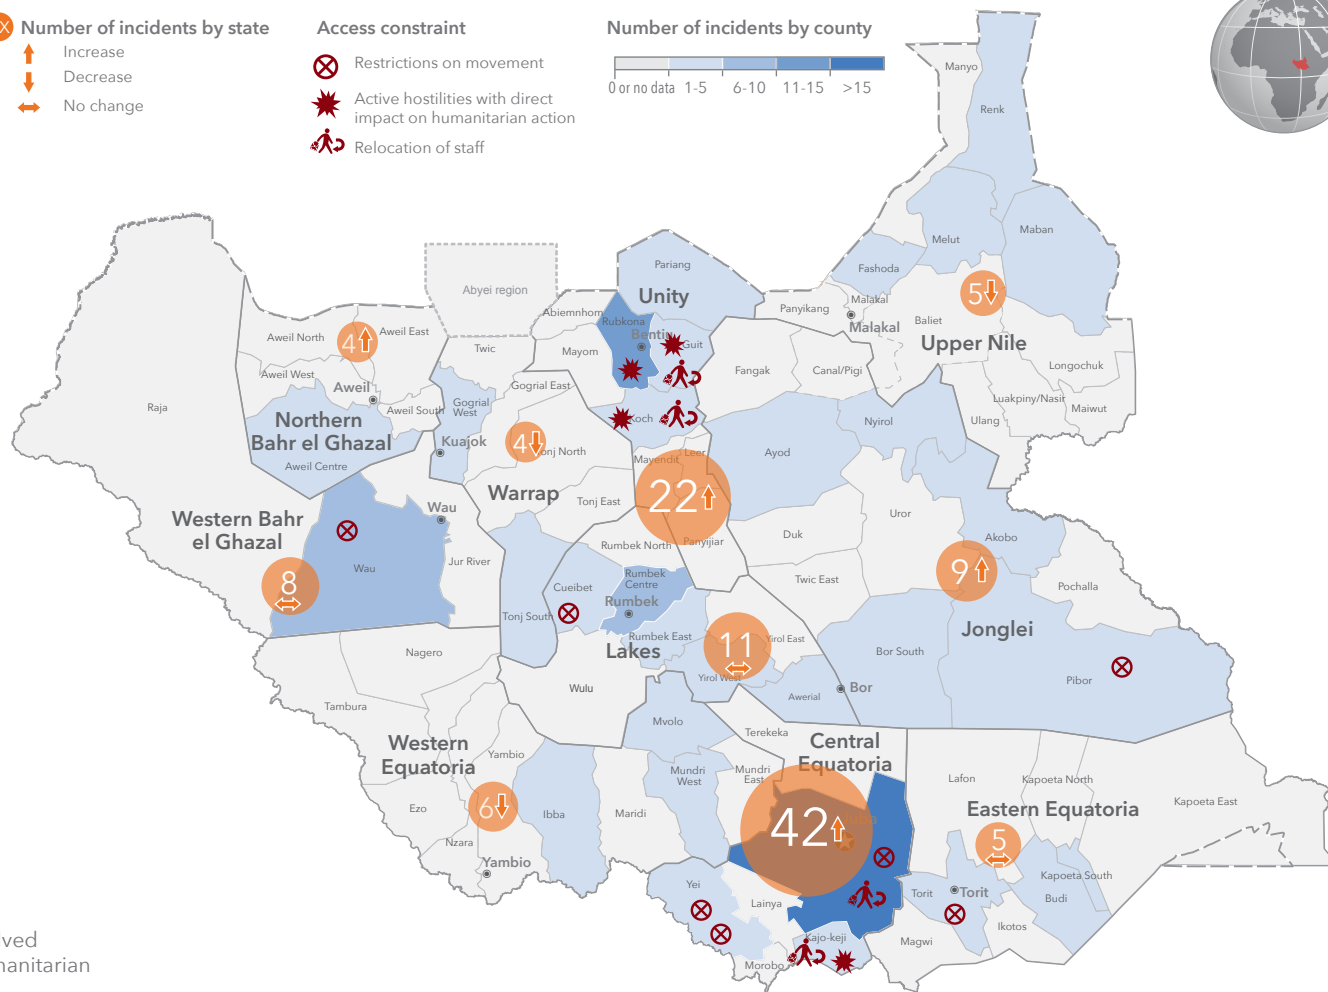 X Number of incidents by state
Increase
Decrease
No change
Access constraint
Restrictions on movement
Active hostilities with direct
impact on humanitarian action
Relocation of staff
Number of incidents by county
0 or no data 1-5 6-10 11-15 >15
Manyo
Renk
Melut
Maban
Fashoda
Pariang
Abyei region
Unity
5
Panyikang
Malakal
Malakal
Baliet
Upper Nile
Abiemnhom
Rubkona
Guit
Aweil North
4
Aweil East
Twic
Mayom
Fangak
Canal/Pigi
Longochuk
Aweil West
Aweil
Gogrial East
Luakpiny/Nasir
Maiwut
Raja
Aweil South
Gogrial
West
Koch
Nyirol
Ulang
Northern
Bahr el Ghazal
Kuajok
4
Tonj North
Mayendit
Leer
Ayod
Aweil Centre
Warrap
Tonj East
22
Wau
Uror
Western Bahr
el Ghazal
Duk
Akobo
Rumbek North
Panyijiar
Jur River
Wau
8
Cueibet
Rumbek
Centre
Twic East
9
Pochalla
Rumbek
Tonj South
Rumbek East
Lakes
11
Yirol East
Jonglei
Nagero
Bor South
Pibor
Yirol West
Wulu
Awerial
Bor
Tambura
Mvolo
Terekeka
Central
Equatoria
Western
Equatoria
Yambio
Mundri
West
Mundri
East
Lafon
Kapoeta North
Kapoeta East
Ezo
6
Ibba
Maridi
42
Eastern Equatoria
Nzara
5
Yambio
Kapoeta South
Yei
Lainya
Torit
Torit
Budi
Ikotos
Kajo-keji
Magwi
Morobo
lved
manitarian